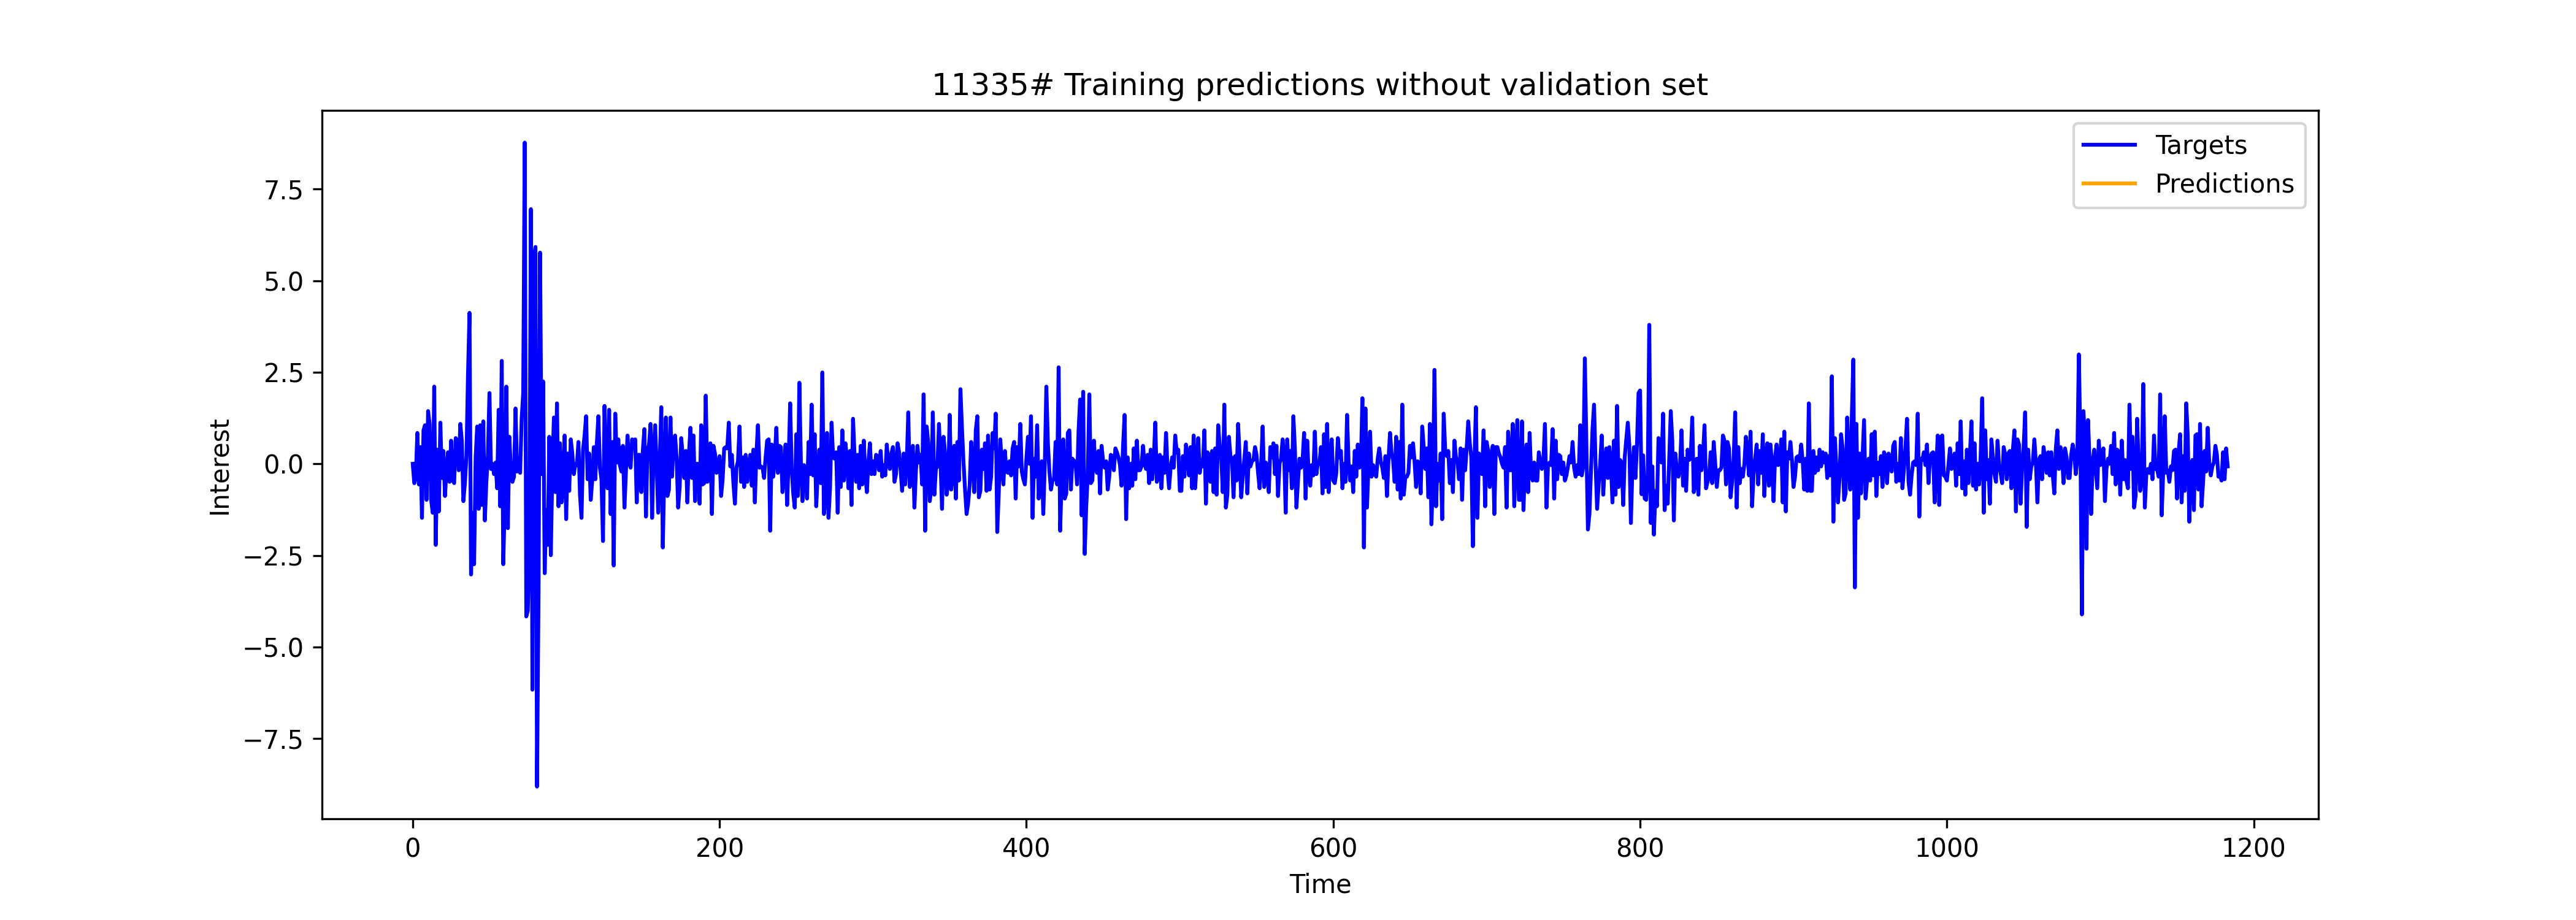 11335# Training predictions without validation set
Targets
Predictions
7.5
5.0
2.5
0.0
−2.5
−5.0
−7.5
Interest
0 200 400 600 800 1000 1200
Time